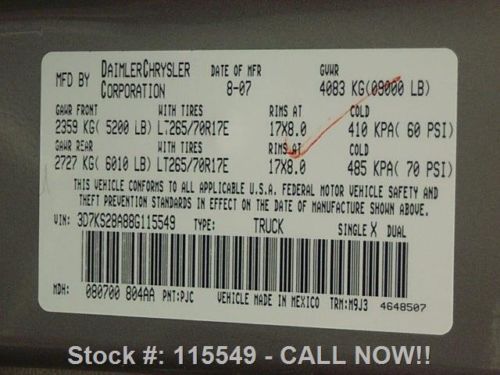 MFD BY DAIMLERCHRYSLER CORPORATION DATE OF MFR 8-07 GVWR 4083 KG(09000 LB)
GAWR FRONT WITH TIRES RIMS AT COLD
2359 KG( 5200 LB) LT265/70R17E 17X8.0 410 KPA( 60 PSI)
GAWR REAR WITH TIRES RIMS AT COLD
2727 KG( 6010 LB) LT265/70R17E 17X8.0 485 KPA( 70 PSI)
THIS VEHICLE CONFORMS TO ALL APPLICABLE U.S.A. FEDERAL MOTOR VEHICLE SAFETY AND
THEFT PREVENTION STANDARDS IN EFFECT ON THE DATE OF MANUFACTURE SHOWN ABOVE.
VIN: 3D7KS28A88G115549 TYPE: TRUCK SINGLE X DUAL
MDH: 080700 804AA PNT:PJC VEHICLE MADE IN MEXICO TRM:M9J3 4648507
Stock #: 115549 - CALL NOW!!